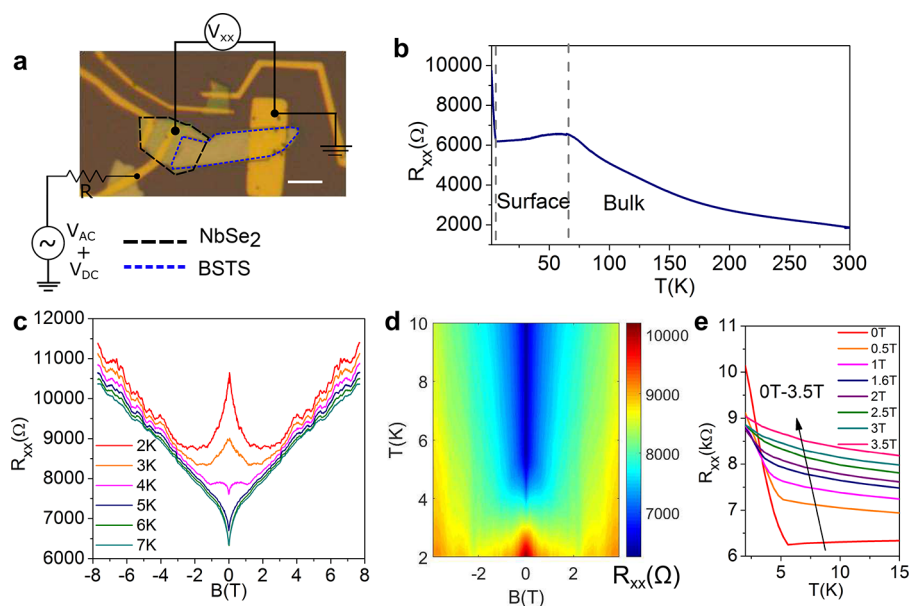 a
Vxx
R
VAC
+
VDC
NbSe2
BSTS
b
Rxx(Ω)
10000
8000
6000
4000
2000
Surface
Bulk
50
100
150
200
250
300
T(K)
c
Rxx(Ω)
12000
11000
10000
9000
8000
7000
6000
2K
3K
4K
5K
6K
7K
-8 -6 -4 -2 0 2 4 6 8
B(T)
d
T(K)
10
8
6
4
2
-2 0 2
B(T)
10000
9000
8000
7000
Rxx(Ω)
e
Rxx(kΩ)
11
10
9
8
7
6
0T-3.5T
0T
0.5T
1T
1.6T
2T
2.5T
3T
3.5T
5 10 15
T(K)